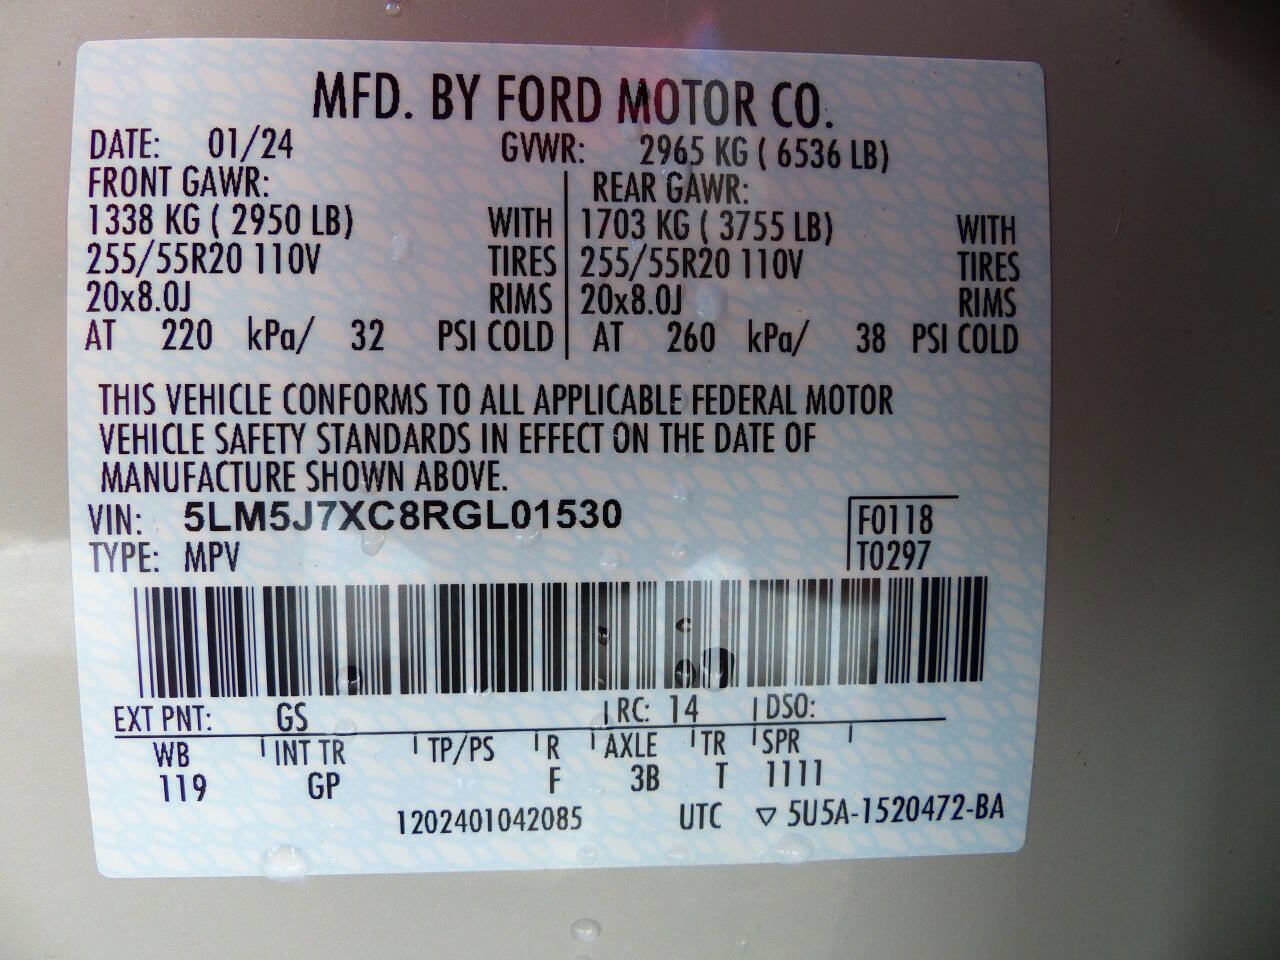 MFD. BY FORD MOTOR CO.
DATE: 01/24 GVWR: 2965 KG ( 6536 LB)
FRONT GAWR: REAR GAWR:
1338 KG ( 2950 LB) WITH 1703 KG ( 3755 LB) WITH
255/55R20 110V TIRES 255/55R20 110V TIRES
20x8.0J RIMS 20x8.0J RIMS
AT 220 kPa/ 32 PSI COLD AT 260 kPa/ 38 PSI COLD
THIS VEHICLE CONFORMS TO ALL APPLICABLE FEDERAL MOTOR
VEHICLE SAFETY STANDARDS IN EFFECT ON THE DATE OF
MANUFACTURE SHOWN ABOVE.
VIN: 5LM5J7XC8RGL01530 F0118
TYPE: MPV T0297
EXT PNT: GS RC: 14 DSO:
WB INT TR TP/PS R AXLE TR SPR
119 GP F 3B T 1111
1202401042085 UTC ▽ 5U5A-1520472-BA